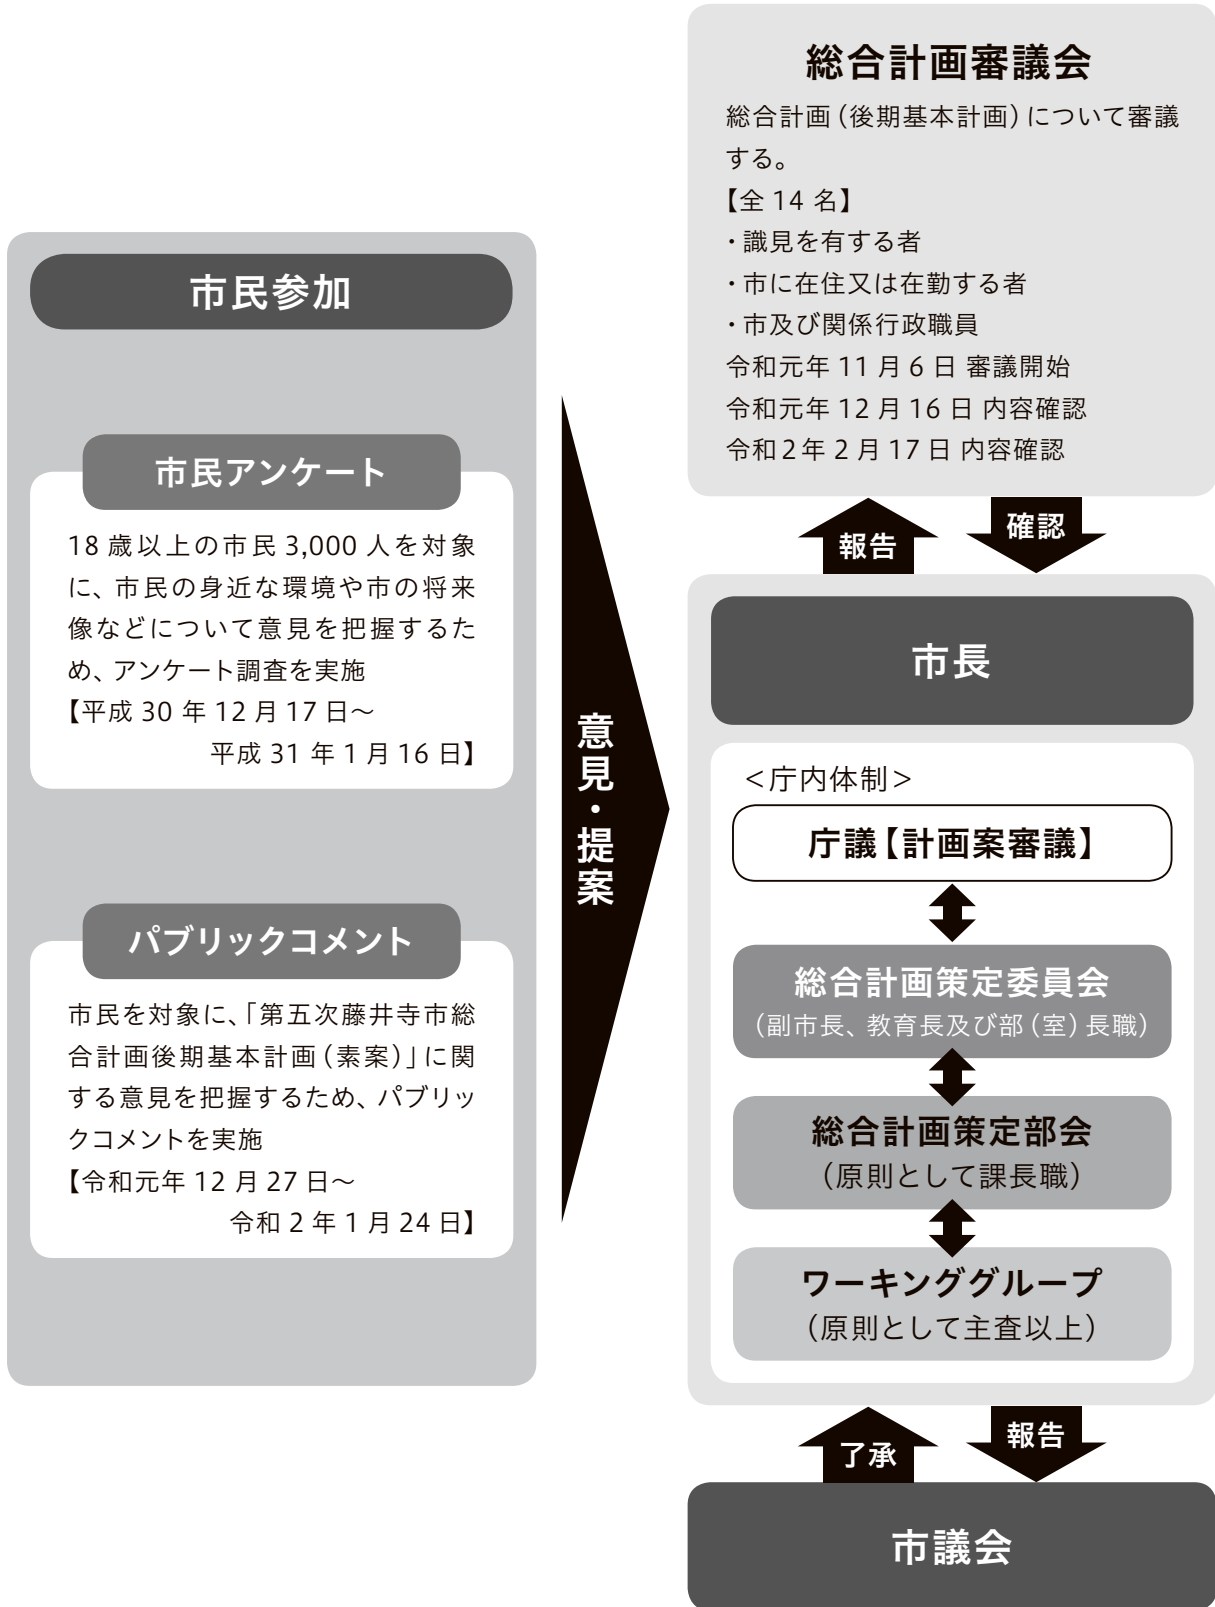 市民参加
市民アンケート
18 歳以上の市民 3,000 人を対象
に、市民の身近な環境や市の将来
像などについて意見を把握するた
め、アンケート調査を実施
【平成 30 年 12 月 17 日～
平成 31 年 1 月 16 日】
パブリックコメント
市民を対象に、「第五次藤井寺市総
合計画後期基本計画（素案）」に関
する意見を把握するため、パブリッ
クコメントを実施
【令和元年 12 月 27 日～
令和 2 年 1 月 24 日】
意見・提案
総合計画審議会
総合計画（後期基本計画）について審議
する。
【全 14 名】
・識見を有する者
・市に在住又は在勤する者
・市及び関係行政職員
令和元年 11 月 6 日 審議開始
令和元年 12 月 16 日 内容確認
令和 2 年 2 月 17 日 内容確認
報告
確認
市長
＜庁内体制＞
庁議【計画案審議】
総合計画策定委員会
（副市長、教育長及び部（室）長職）
総合計画策定部会
（原則として課長職）
ワーキンググループ
（原則として主査以上）
了承
報告
市議会